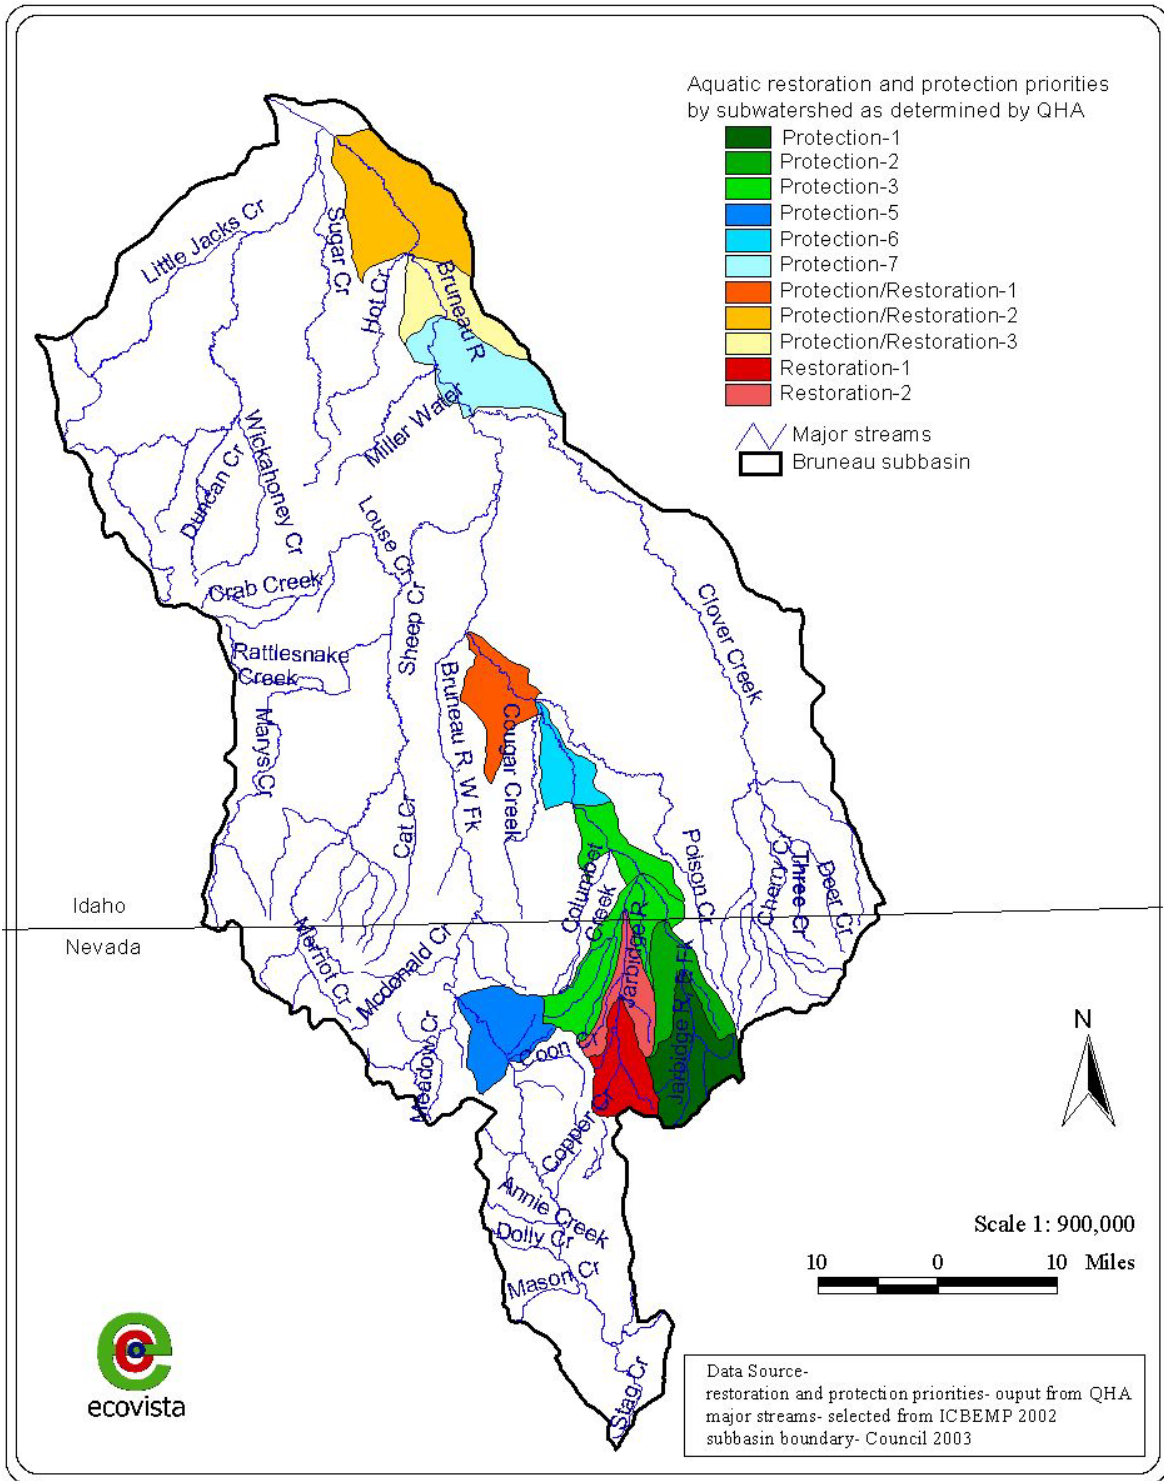 Aquatic restoration and protection priorities
by subwatershed as determined by QHA
Protection-1
Protection-2
Protection-3
Protection-5
Protection-6
Protection-7
Protection/Restoration-1
Protection/Restoration-2
Protection/Restoration-3
Restoration-1
Restoration-2
Major streams
Bruneau subbasin
Little Jacks Cr
Sugar Cr
Hot Cr
Bruneau R
Miller Water
Wickahoney Cr
Duncan Cr
Louse Cr
Crab Creek
Sheep Cr
Clover Creek
Rattlesnake
Creek
Marys Cr
Bruneau R, W Fk
Cougar Creek
Cat Cr
Poison Cr
Columbet
Creek
Cherry Cr
Three Cr
Deer Cr
Idaho
Nevada
Merriot Cr
Mcdonald Cr
Jarbidge R
Jarbidge R, E Fk
Meadow Cr
Coon Cr
Copper Cr
Annie Creek
Dolly Cr
Mason Cr
Stag Cr
N
Scale 1: 900,000
10 0 10 Miles
ecovista
Data Source-
restoration and protection priorities- ouput from QHA
major streams- selected from ICBEMP 2002
subbasin boundary- Council 2003